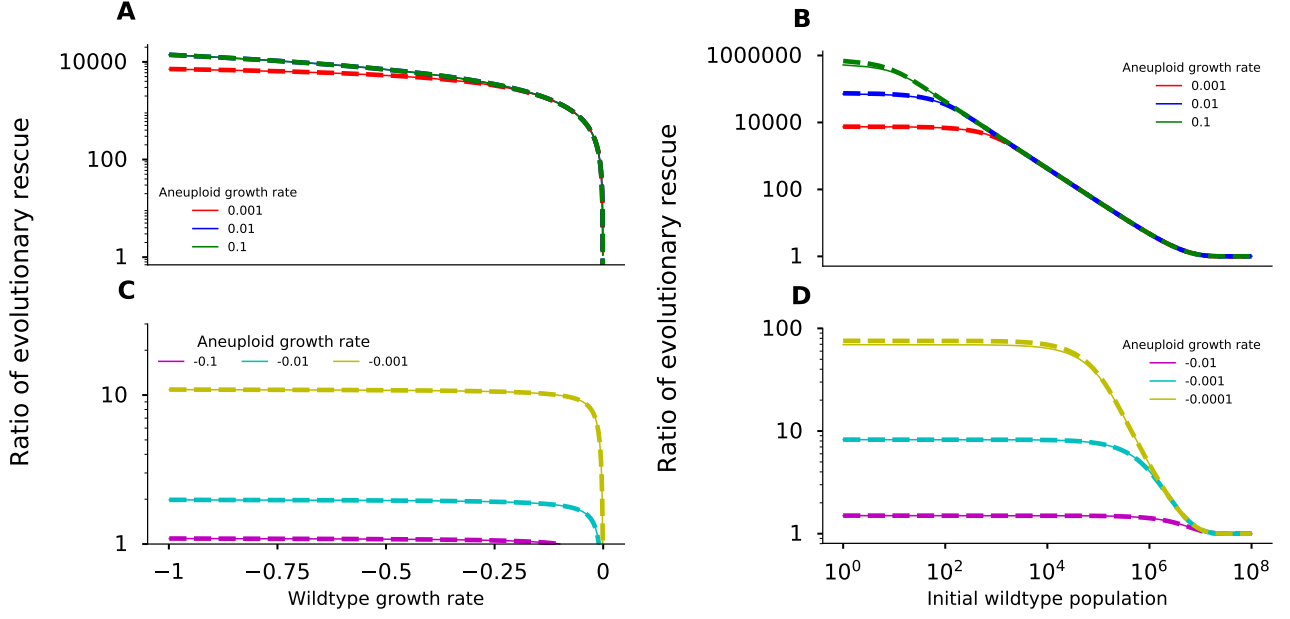 A
Ratio of evolutionary rescue
10000
100
1
Aneuploid growth rate
0.001
0.01
0.1
B
Ratio of evolutionary rescue
1000000
10000
100
1
Aneuploid growth rate
0.001
0.01
0.1
C
10
1
Aneuploid growth rate
-0.1 -0.01 -0.001
−1 −0.75 −0.5 −0.25 0
Wildtype growth rate
D
100
10
1
Aneuploid growth rate
-0.01
-0.001
-0.0001
10^0 10^2 10^4 10^6 10^8
Initial wildtype population